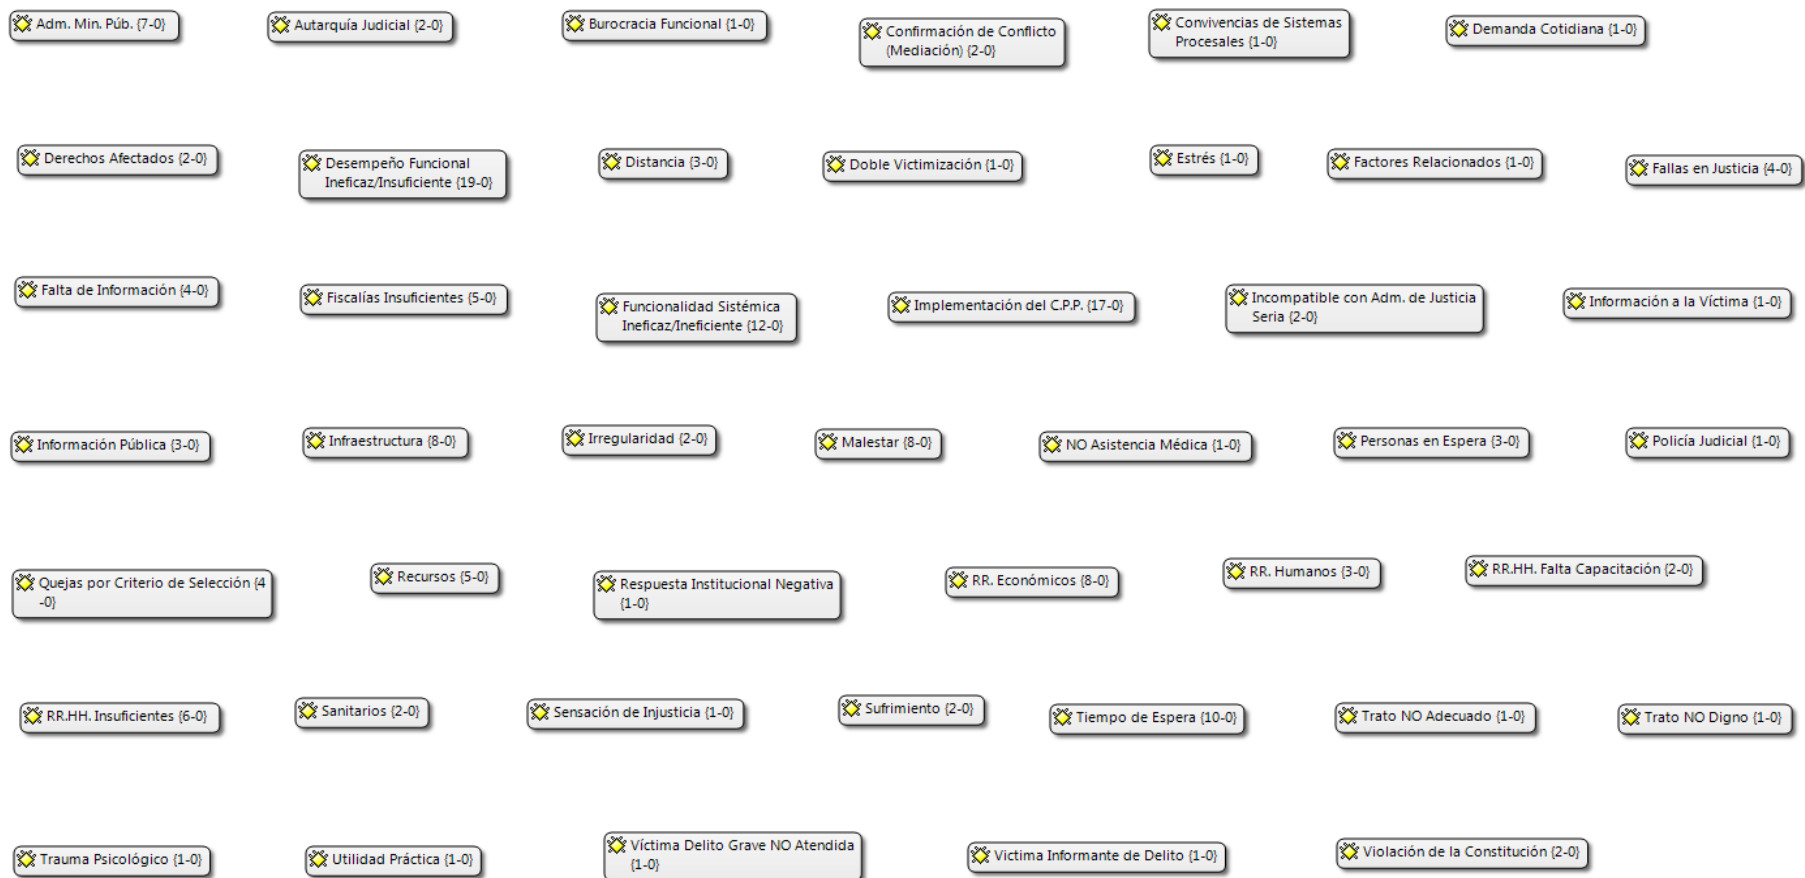 Adm. Min. Púb. {7-0}
Autarquía Judicial {2-0}
Burocracia Funcional {1-0}
Confirmación de Conflicto
(Mediación) {2-0}
Convivencias de Sistemas
Procesales {1-0}
Demanda Cotidiana {1-0}
Derechos Afectados {2-0}
Desempeño Funcional
Ineficaz/Insuficiente {19-0}
Distancia {3-0}
Doble Victimización {1-0}
Estrés {1-0}
Factores Relacionados {1-0}
Fallas en Justicia {4-0}
Falta de Información {4-0}
Fiscalías Insuficientes {5-0}
Funcionalidad Sistémica
Ineficaz/Ineficiente {12-0}
Implementación del C.P.P. {17-0}
Incompatible con Adm. de Justicia
Seria {2-0}
Información a la Víctima {1-0}
Información Pública {3-0}
Infraestructura {8-0}
Irregularidad {2-0}
Malestar {8-0}
NO Asistencia Médica {1-0}
Personas en Espera {3-0}
Policía Judicial {1-0}
Quejas por Criterio de Selección {4
-0}
Recursos {5-0}
Respuesta Institucional Negativa
{1-0}
RR. Económicos {8-0}
RR. Humanos {3-0}
RR.HH. Falta Capacitación {2-0}
RR.HH. Insuficientes {6-0}
Sanitarios {2-0}
Sensación de Injusticia {1-0}
Sufrimiento {2-0}
Tiempo de Espera {10-0}
Trato NO Adecuado {1-0}
Trato NO Digno {1-0}
Trauma Psicológico {1-0}
Utilidad Práctica {1-0}
Víctima Delito Grave NO Atendida
{1-0}
Victima Informante de Delito {1-0}
Violación de la Constitución {2-0}